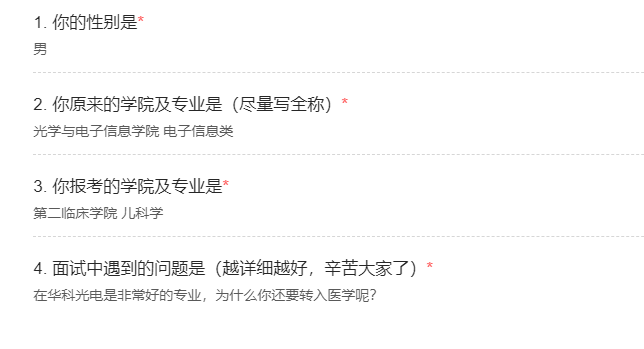 1. 你的性别是*
男
2. 你原来的学院及专业是（尽量写全称）*
光学与电子信息学院 电子信息类
3. 你报考的学院及专业是*
第二临床学院 儿科学
4. 面试中遇到的问题是（越详细越好，辛苦大家了）*
在华科光电是非常好的专业，为什么你还要转入医学呢？